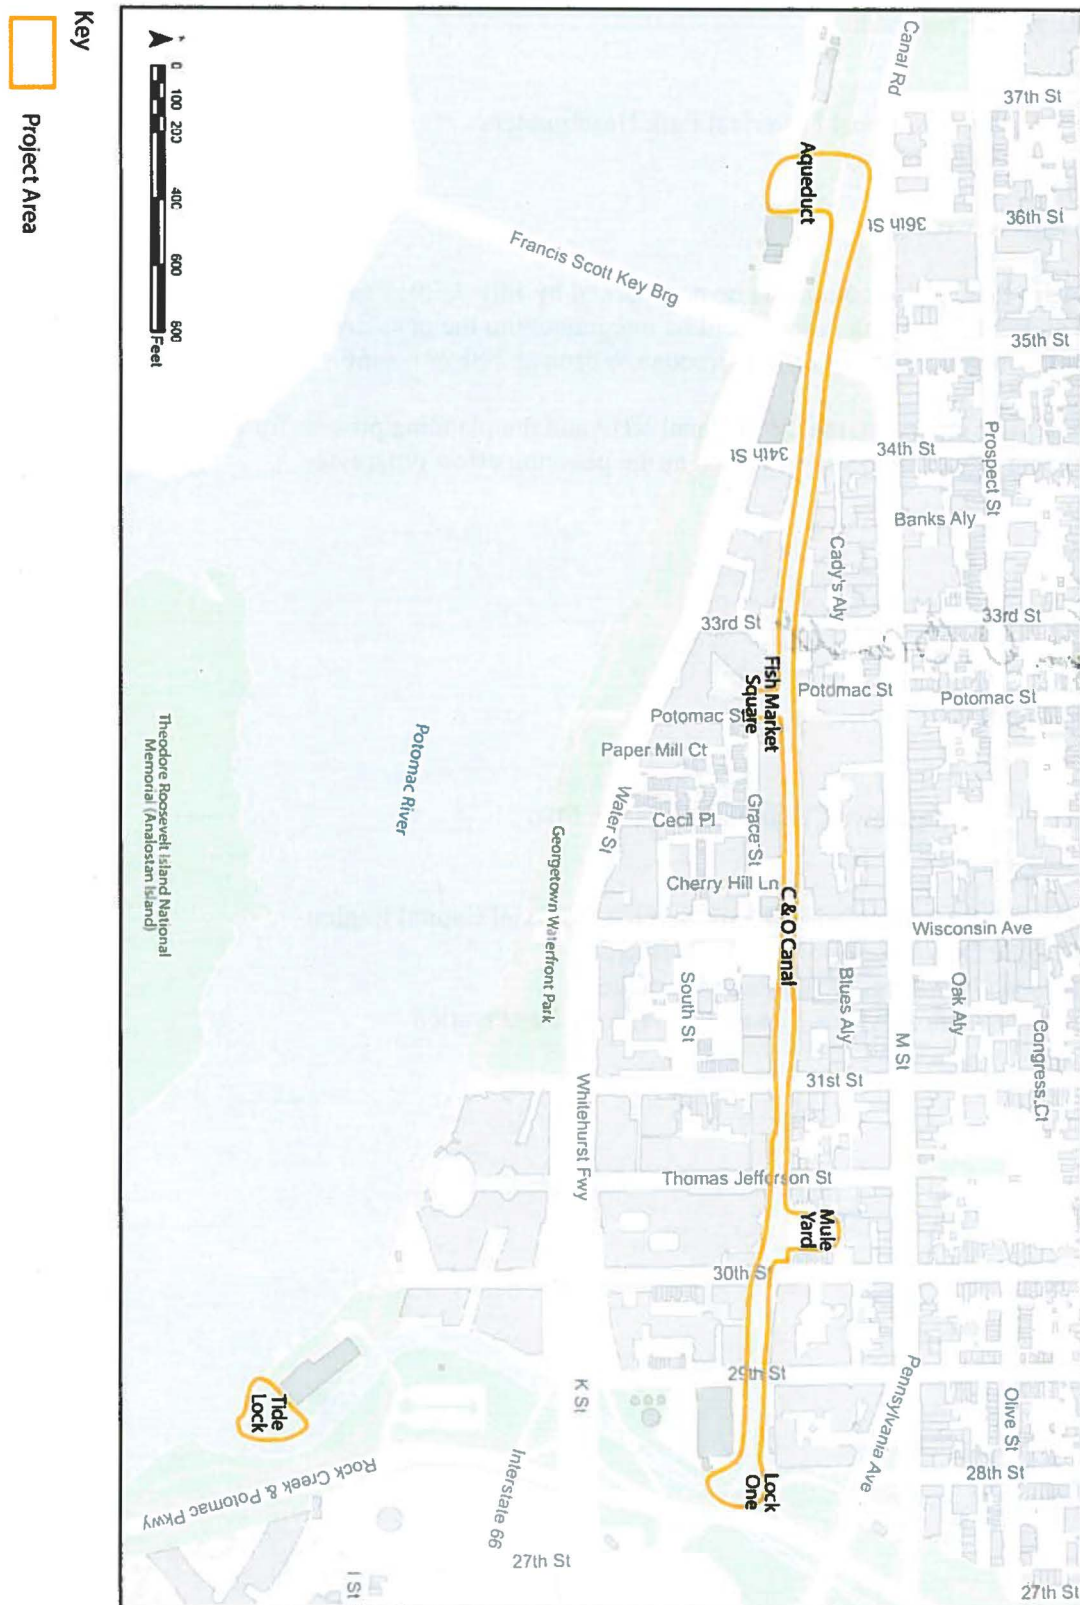 37th St
36th St
35th St
Prospect St
34th St
33rd St
Potomac St
Congress Ct
Oak Aly
Wisconsin Ave
Olive St
28th St
27th St
Canal Rd
36th St
Banks Aly
M St
Pennsylvania Ave
Cady's Aly
Potomac St
Blues Aly
31st St
Aqueduct
Mule
Yard
C & O Canal
Thomas Jefferson St
30th St
29th St
Lock
One
34th St
33rd St
Fish Market
Square
Potomac St
Grace St
Cherry Hill Ln
Cecil Pl
South St
Paper Mill Ct
Water St
Francis Scott Key Brg
Whitehurst Fwy
K St
27th St
Georgetown Waterfront Park
Interstate 66
Potomac River
I St
Tide
Lock
Rock Creek & Potomac Pkwy
Theodore Roosevelt Island National
Memorial (Analostan Island)
0 100 200 400 600 800
Feet
Key
Project Area